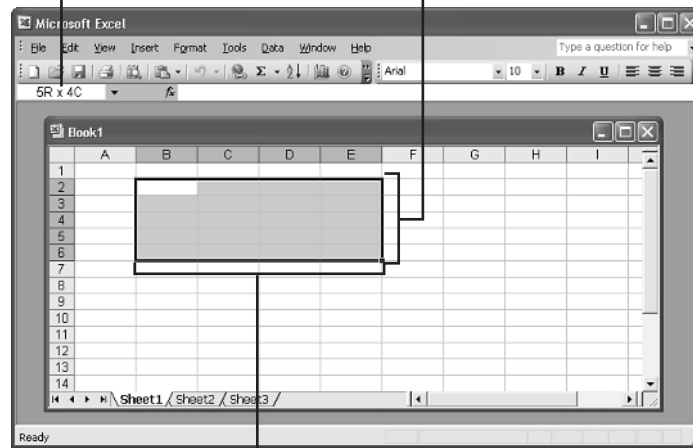 Microsoft Excel
File Edit View Insert Format Tools Data Window Help Type a question for help
Arial 10 B I U
5R x 4C fx
Book1
A B C D E F G H I
1
2
3
4
5
6
7
8
9
10
11
12
13
14
Sheet1 / Sheet2 / Sheet3 /
Ready